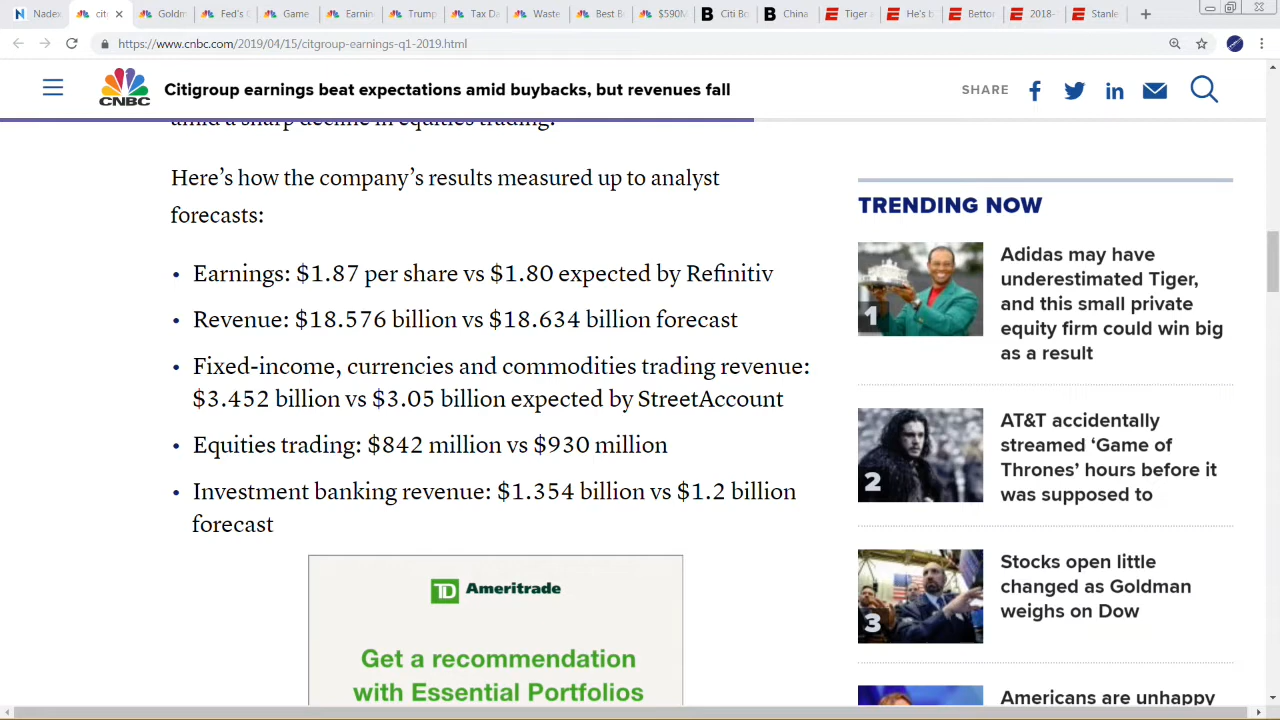 Nadex
cit
Goldm
Fed's C
Game
Earnin
Trump
Tax Da
Waste
Best B
$590M
Citi Bo
China
Tiger -
He's b
Bettor
2018-
Stanle
https://www.cnbc.com/2019/04/15/citgroup-earnings-q1-2019.html
CNBC
Citigroup earnings beat expectations amid buybacks, but revenues fall
SHARE
amid a sharp decline in equities trading.
Here’s how the company’s results measured up to analyst
forecasts:
• Earnings: $1.87 per share vs $1.80 expected by Refinitiv
• Revenue: $18.576 billion vs $18.634 billion forecast
• Fixed-income, currencies and commodities trading revenue:
$3.452 billion vs $3.05 billion expected by StreetAccount
• Equities trading: $842 million vs $930 million
• Investment banking revenue: $1.354 billion vs $1.2 billion
forecast
TD Ameritrade
Get a recommendation
with Essential Portfolios
TRENDING NOW
1
Adidas may have
underestimated Tiger,
and this small private
equity firm could win big
as a result
2
AT&T accidentally
streamed ‘Game of
Thrones’ hours before it
was supposed to
3
Stocks open little
changed as Goldman
weighs on Dow
Americans are unhappy